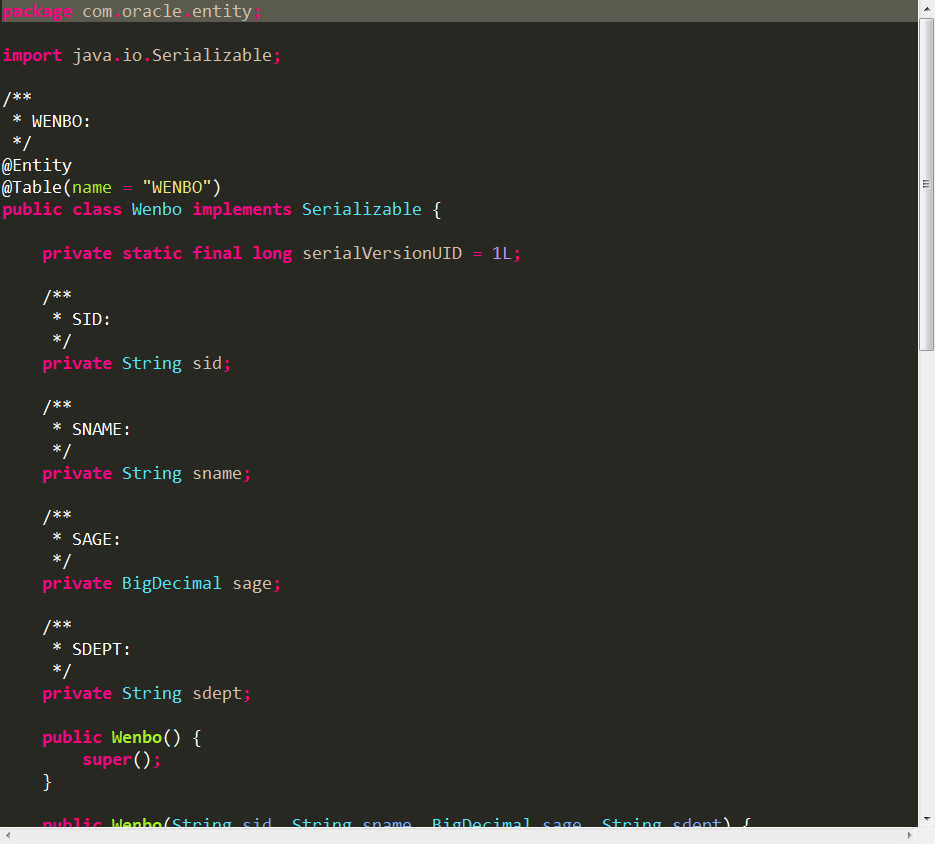 package com.oracle.entity;
import java.io.Serializable;
/**
 * WENBO:
 */
@Entity
@Table(name = "WENBO")
public class Wenbo implements Serializable {
    private static final long serialVersionUID = 1L;
    /**
     * SID:
     */
    private String sid;
    /**
     * SNAME:
     */
    private String sname;
    /**
     * SAGE:
     */
    private BigDecimal sage;
    /**
     * SDEPT:
     */
    private String sdept;
    public Wenbo() {
        super();
    }
    public Wenbo(String sid, String sname, BigDecimal sage, String sdept) {